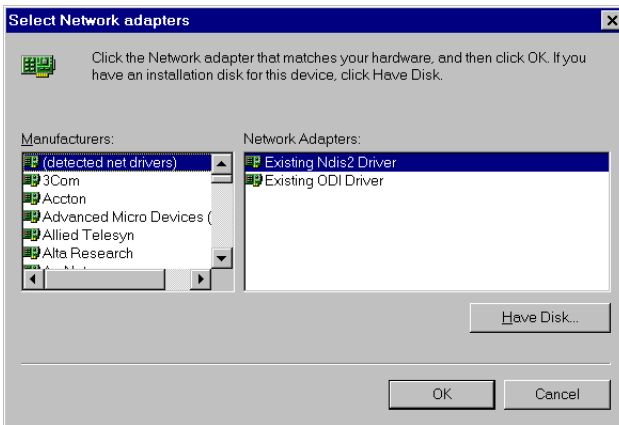 Select Network adapters
Click the Network adapter that matches your hardware, and then click OK. If you
have an installation disk for this device, click Have Disk.
Manufacturers:
(detected net drivers)
3Com
Accton
Advanced Micro Devices (
Allied Telesyn
Alta Research
Network Adapters:
Existing Ndis2 Driver
Existing ODI Driver
Have Disk...
OK
Cancel